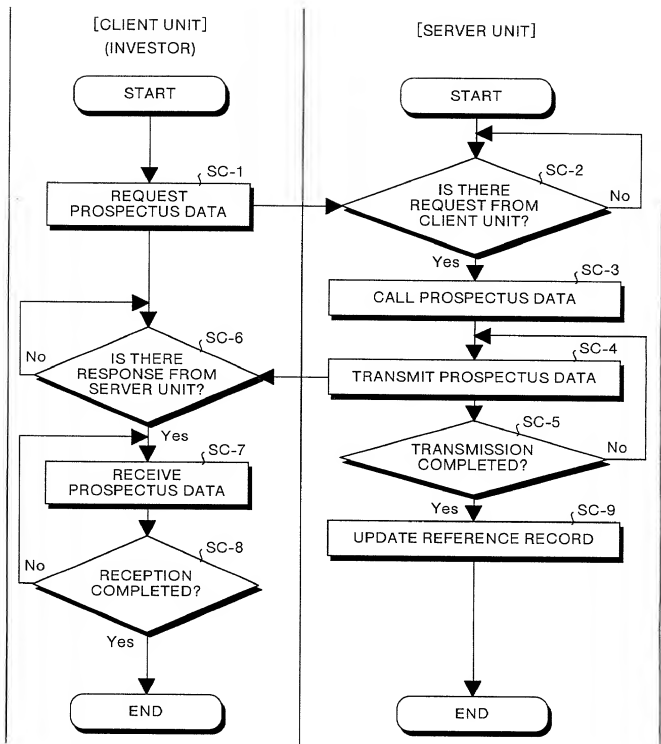 [CLIENT UNIT]
(INVESTOR)
START
SC-1
REQUEST
PROSPECTUS DATA
SC-6
No
IS THERE
RESPONSE FROM
SERVER UNIT?
Yes
SC-7
RECEIVE
PROSPECTUS DATA
SC-8
No
RECEPTION
COMPLETED?
Yes
END
[SERVER UNIT]
START
SC-2
IS THERE
REQUEST FROM
CLIENT UNIT?
No
Yes
SC-3
CALL PROSPECTUS DATA
SC-4
TRANSMIT PROSPECTUS DATA
SC-5
TRANSMISSION
COMPLETED?
No
Yes
SC-9
UPDATE REFERENCE RECORD
END